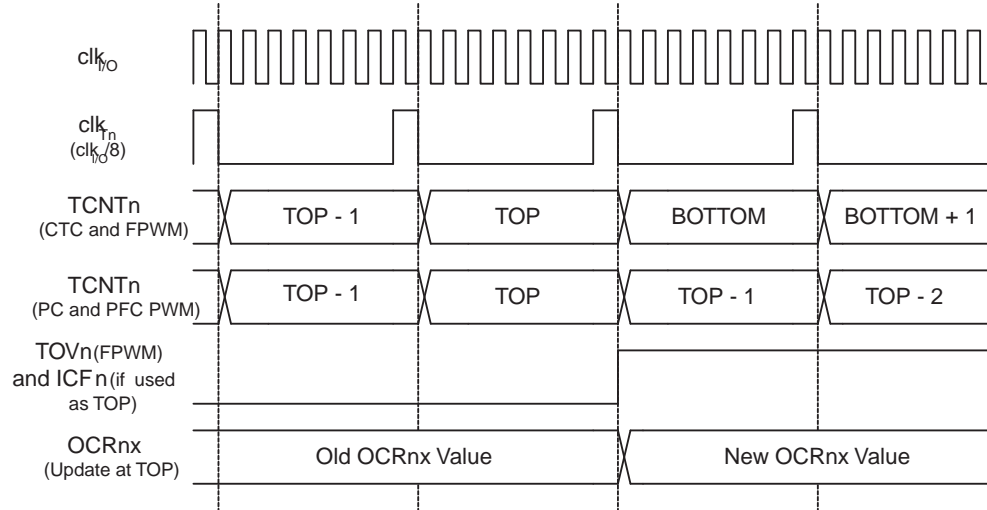 clkI/O
clkTn
(clkI/O/8)
TCNTn
(CTC and FPWM)
TOP - 1
TOP
BOTTOM
BOTTOM + 1
TCNTn
(PC and PFC PWM)
TOP - 1
TOP
TOP - 1
TOP - 2
TOVn(FPWM)
and ICFn(if used
as TOP)
OCRnx
(Update at TOP)
Old OCRnx Value
New OCRnx Value